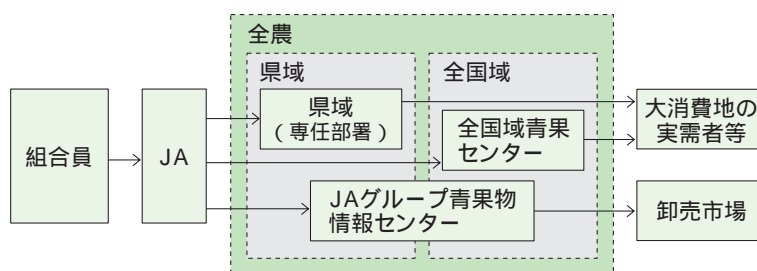 全農
県域
全国域
組合員
JA
県域
（専任部署）
全国域青果
センター
JAグループ青果物
情報センター
大消費地の
実需者等
卸売市場